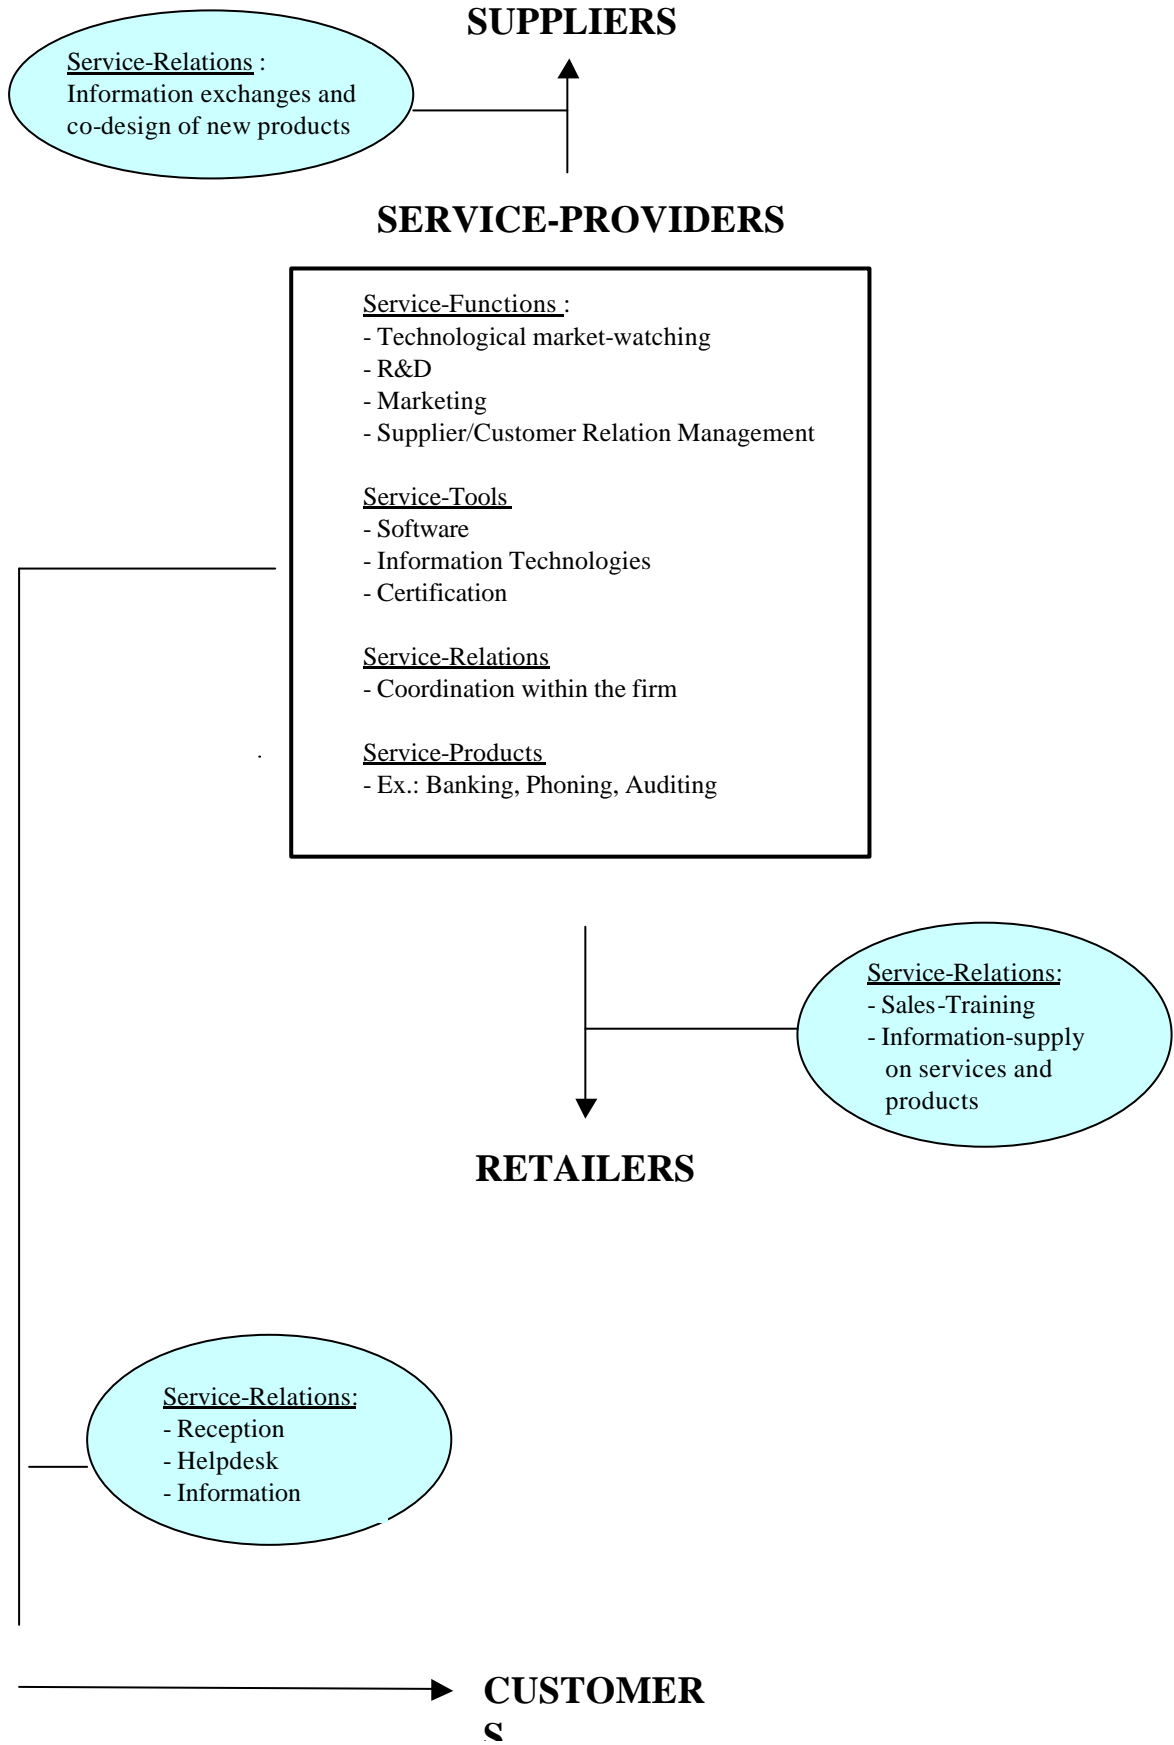 SUPPLIERS
Service-Relations :
Information exchanges and
co-design of new products
SERVICE-PROVIDERS
Service-Functions :
- Technological market-watching
- R&D
- Marketing
- Supplier/Customer Relation Management
Service-Tools
- Software
- Information Technologies
- Certification
Service-Relations
- Coordination within the firm
Service-Products
- Ex.: Banking, Phoning, Auditing
Service-Relations:
- Sales-Training
- Information-supply
on services and
products
RETAILERS
Service-Relations:
- Reception
- Helpdesk
- Information
CUSTOMER
S